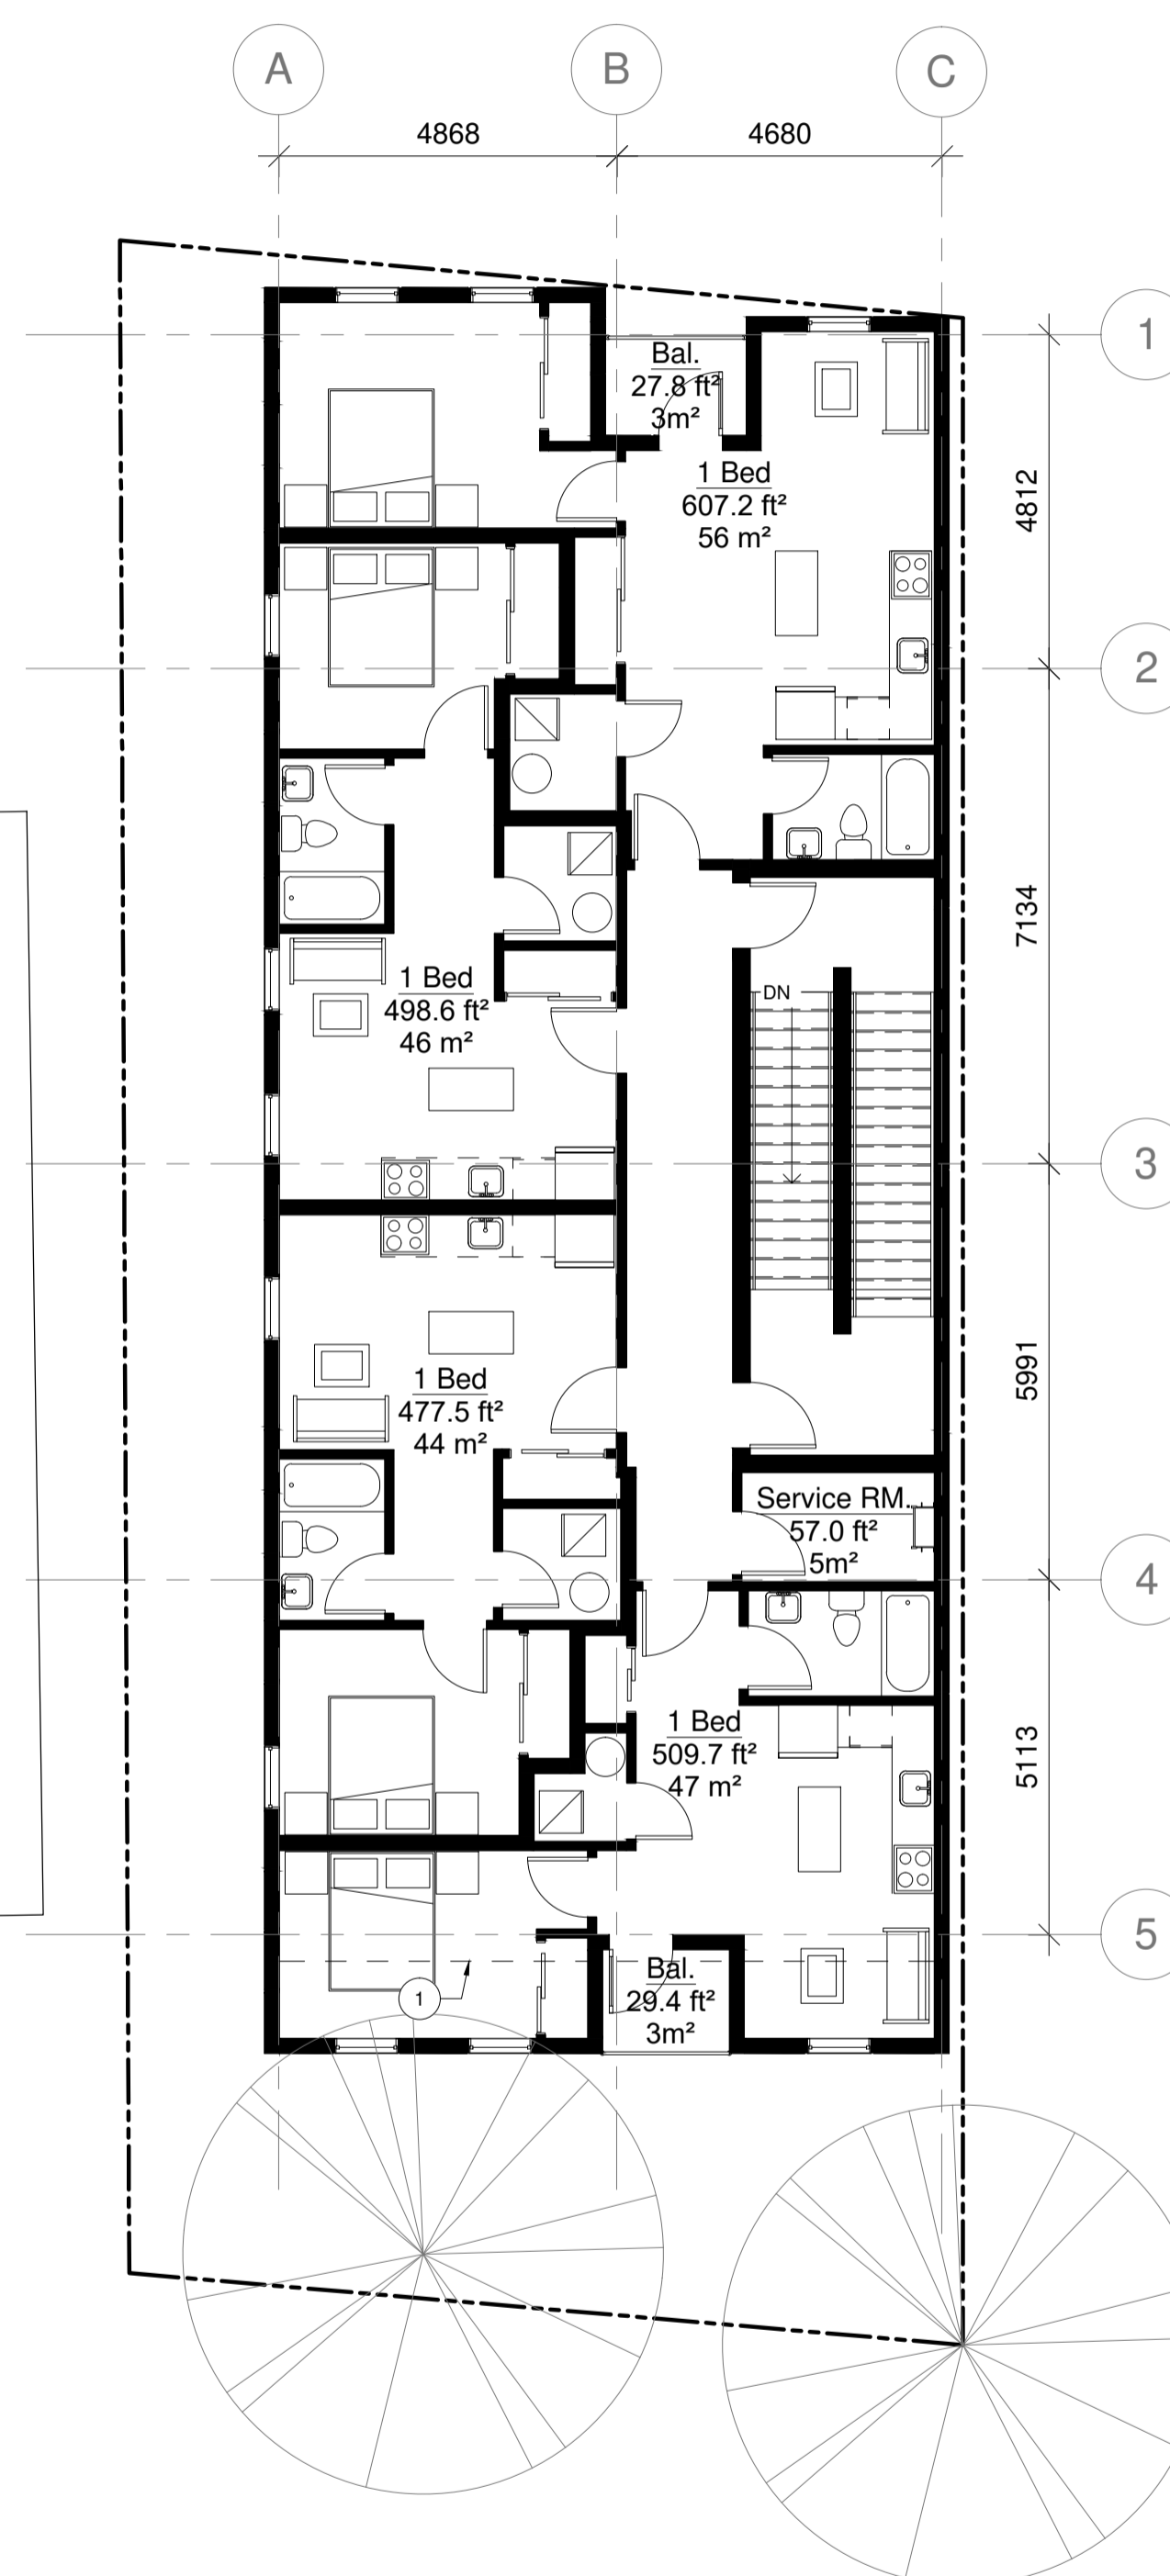 A
B
C
4868
4680
1
Bal.
27.8 ft²
3m²
1 Bed
607.2 ft²
56 m²
4812
2
7134
1 Bed
498.6 ft²
46 m²
DN
3
1 Bed
477.5 ft²
44 m²
5991
Service RM.
57.0 ft²
5m²
4
1 Bed
509.7 ft²
47 m²
5113
5
Bal.
29.4 ft²
3m²
1